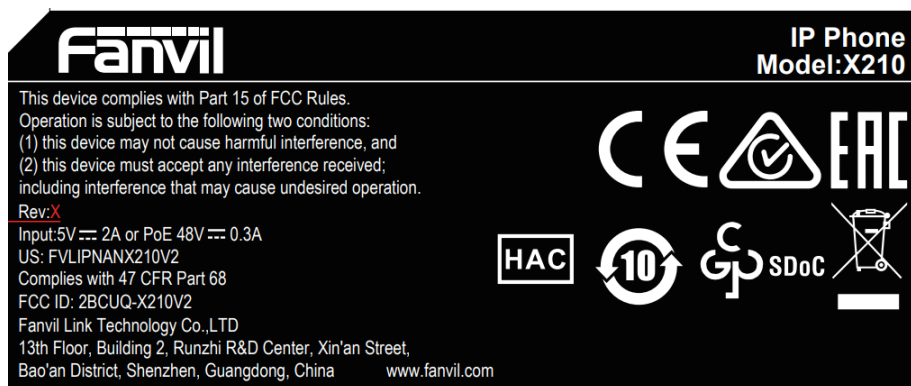 Fanvil
IP Phone
Model:X210
This device complies with Part 15 of FCC Rules.
Operation is subject to the following two conditions:
(1) this device may not cause harmful interference, and
(2) this device must accept any interference received;
including interference that may cause undesired operation.
Rev:X
Input:5V ⎓ 2A or PoE 48V ⎓ 0.3A
US: FVLIPNANX210V2
Complies with 47 CFR Part 68
FCC ID: 2BCUQ-X210V2
Fanvil Link Technology Co.,LTD
13th Floor, Building 2, Runzhi R&D Center, Xin'an Street,
Bao'an District, Shenzhen, Guangdong, China www.fanvil.com
CE EAC
HAC 10 CGP SDoC